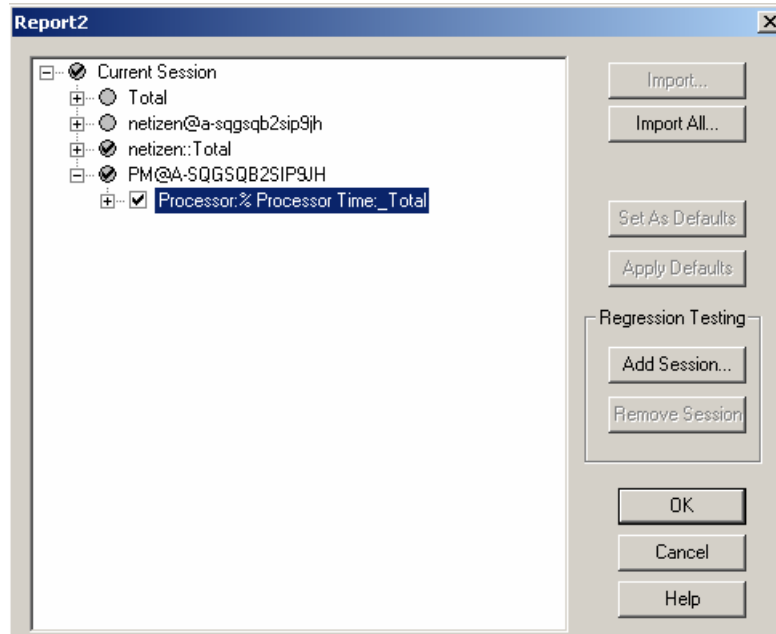 Report2
Current Session
Total
netizen@a-sqgsqb2sip9jh
netizen::Total
PM@A-SQGSQB2SIP9JH
Processor:% Processor Time:_Total
Import...
Import All...
Set As Defaults
Apply Defaults
Regression Testing
Add Session...
Remove Session
OK
Cancel
Help